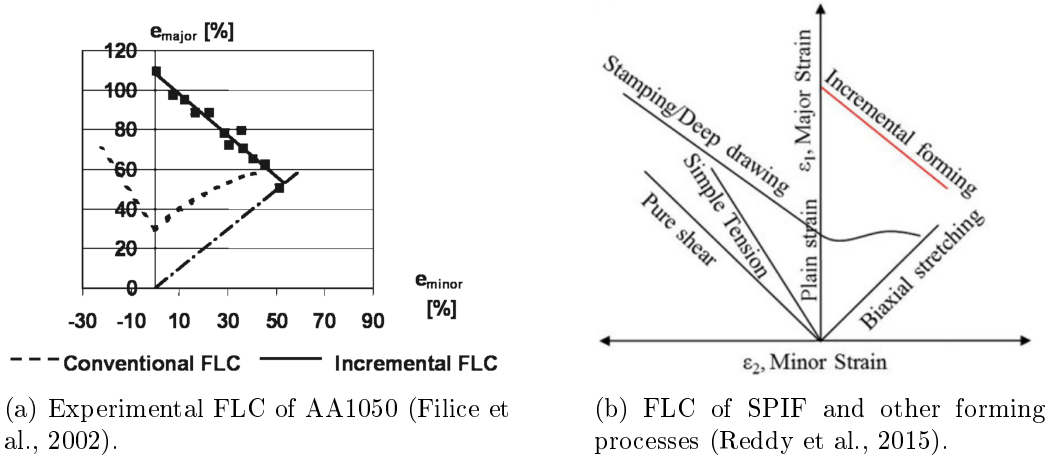 e major [%]
120
100
80
60
40
20
0
-30 -10 10 30 50 70 90
e minor
[%]
Conventional FLC Incremental FLC
(a) Experimental FLC of AA1050 (Filice et
al., 2002).
Stamping/Deep drawing
Simple Tension
Pure shear
Plain strain
ε1, Major Strain
Incremental forming
Biaxial stretching
ε2, Minor Strain
(b) FLC of SPIF and other forming
processes (Reddy et al., 2015).